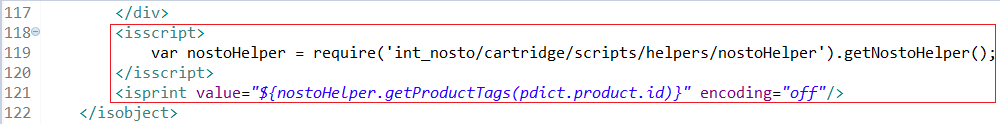 117 </div>
118 <isscript>
119 var nostoHelper = require('int_nosto/cartridge/scripts/helpers/nostoHelper').getNostoHelper();
120 </isscript>
121 <isprint value="${nostoHelper.getProductTags(pdict.product.id)}" encoding="off"/>
122 </isobject>